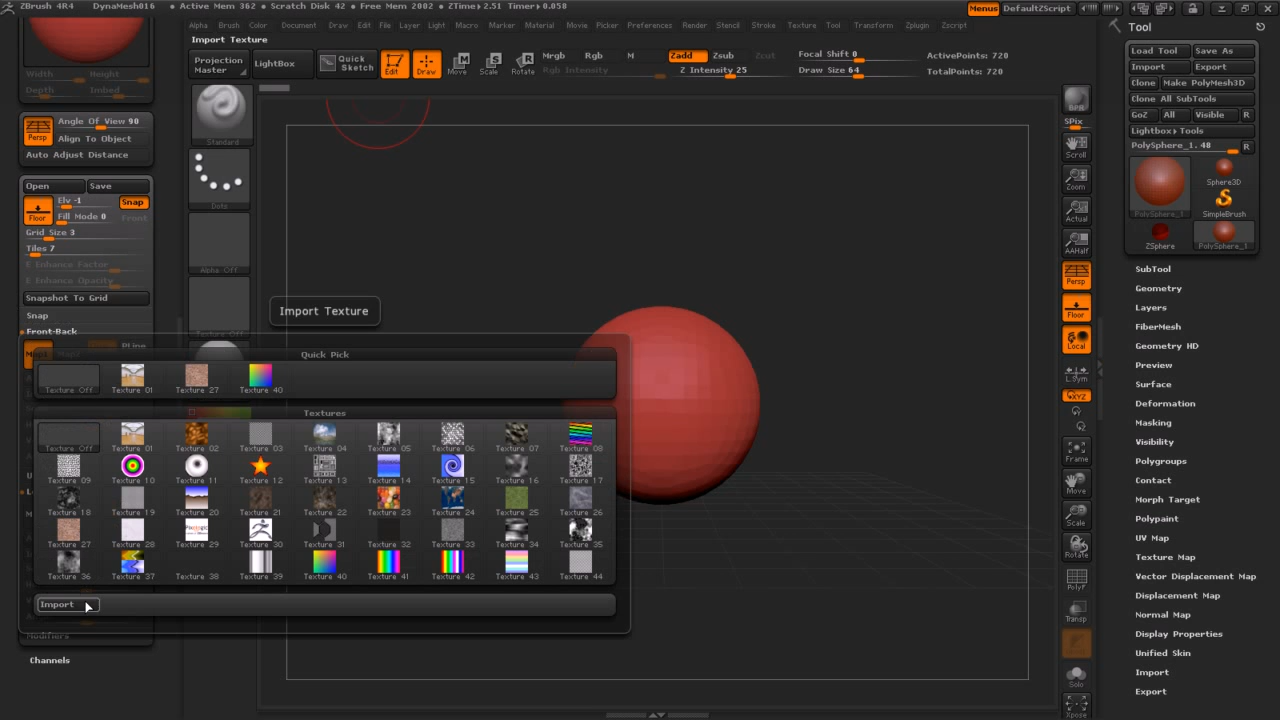 ZBrush 4R4 DynaMesh016 • Active Mem 362 • Scratch Disk 42 • Free Mem 2802 • ZTime▸2.51 Timer▸0.058 Menus DefaultZScript
Alpha Brush Color Document Draw Edit File Layer Light Macro Marker Material Movie Picker Preferences Render Stencil Stroke Texture Tool Transform Zplugin Zscript
Import Texture
Projection Master
LightBox
Quick Sketch
Edit
Draw
Move
Scale
Rotate
Mrgb Rgb M
Rgb Intensity
Zadd Zsub Zcut
Z Intensity 25
Focal Shift 0
Draw Size 64
ActivePoints: 720
TotalPoints: 720
Width Height
Depth Imbed
Persp
Angle Of View 90
Align To Object
Auto Adjust Distance
Open Save
Floor
Elv -1 Snap
Fill Mode 0 Front
Grid Size 3
Tiles 7
E Enhance Factor
E Enhance Opacity
Snapshot To Grid
Snap
Front-Back
Modifiers
Channels
Standard
Dots
Alpha Off
Texture Off
Import Texture
Quick Pick
Texture Off Texture 01 Texture 27 Texture 40
Textures
Texture Off Texture 01 Texture 02 Texture 03 Texture 04 Texture 05 Texture 06 Texture 07 Texture 08
Texture 09 Texture 10 Texture 11 Texture 12 Texture 13 Texture 14 Texture 15 Texture 16 Texture 17
Texture 18 Texture 19 Texture 20 Texture 21 Texture 22 Texture 23 Texture 24 Texture 25 Texture 26
Texture 27 Texture 28 Texture 29 Texture 30 Texture 31 Texture 32 Texture 33 Texture 34 Texture 35
Texture 36 Texture 37 Texture 38 Texture 39 Texture 40 Texture 41 Texture 42 Texture 43 Texture 44
Import
BPR
SPix
Scroll
Zoom
Actual
AAHalf
Persp
Floor
Local
L.Sym
XYZ
Y
Z
Frame
Move
Scale
Rotate
PolyF
Transp
Solo
Xpose
Tool
Load Tool Save As
Import Export
Clone Make PolyMesh3D
Clone All SubTools
GoZ All Visible R
Lightbox▸Tools
PolySphere_1. 48 R
PolySphere_1
Sphere3D
SimpleBrush
ZSphere
PolySphere_1
SubTool
Geometry
Layers
FiberMesh
Geometry HD
Preview
Surface
Deformation
Masking
Visibility
Polygroups
Contact
Morph Target
Polypaint
UV Map
Texture Map
Vector Displacement Map
Displacement Map
Normal Map
Display Properties
Unified Skin
Import
Export